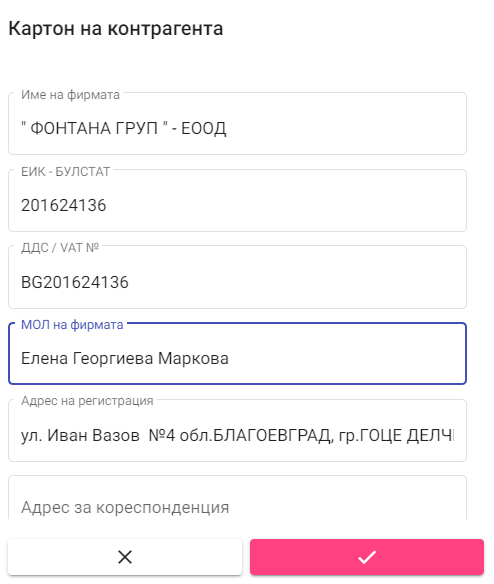 Картон на контрагента
Име на фирмата
" ФОНТАНА ГРУП " - ЕООД
ЕИК - БУЛСТАТ
201624136
ДДС / VAT №
BG201624136
МОЛ на фирмата
Елена Георгиева Маркова
Адрес на регистрация
ул. Иван Вазов №4 обл.БЛАГОЕВГРАД, гр.ГОЦЕ ДЕЛЧ
Адрес за кореспонденция